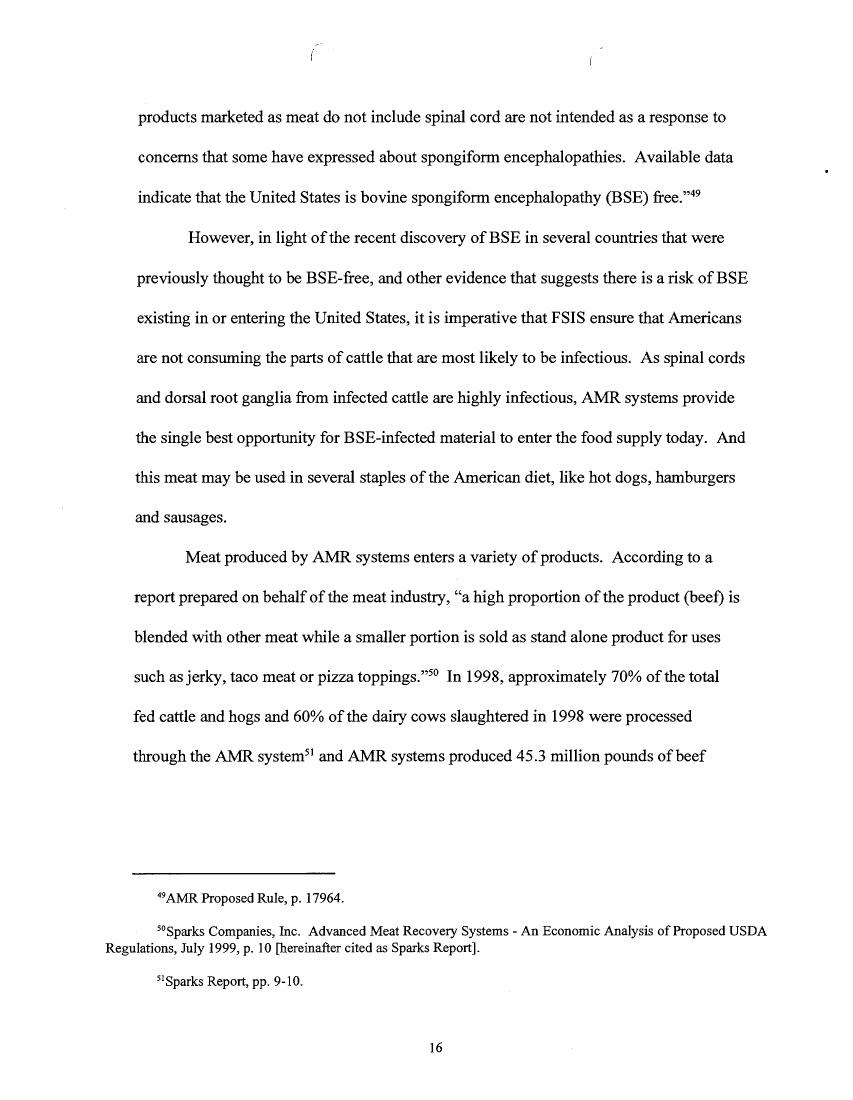 products marketed as meat do not include spinal cord are not intended as a response to
concerns that some have expressed about spongiform encephalopathies. Available data
indicate that the United States is bovine spongiform encephalopathy (BSE) free."49
However, in light of the recent discovery of BSE in several countries that were
previously thought to be BSE-free, and other evidence that suggests there is a risk of BSE
existing in or entering the United States, it is imperative that FSIS ensure that Americans
are not consuming the parts of cattle that are most likely to be infectious. As spinal cords
and dorsal root ganglia from infected cattle are highly infectious, AMR systems provide
the single best opportunity for BSE-infected material to enter the food supply today. And
this meat may be used in several staples of the American diet, like hot dogs, hamburgers
and sausages.
Meat produced by AMR systems enters a variety of products. According to a
report prepared on behalf of the meat industry, "a high proportion of the product (beef) is
blended with other meat while a smaller portion is sold as stand alone product for uses
such as jerky, taco meat or pizza toppings."50 In 1998, approximately 70% of the total
fed cattle and hogs and 60% of the dairy cows slaughtered in 1998 were processed
through the AMR system51 and AMR systems produced 45.3 million pounds of beef
49AMR Proposed Rule, p. 17964.
50Sparks Companies, Inc. Advanced Meat Recovery Systems - An Economic Analysis of Proposed USDA
Regulations, July 1999, p. 10 [hereinafter cited as Sparks Report].
51Sparks Report, pp. 9-10.
16